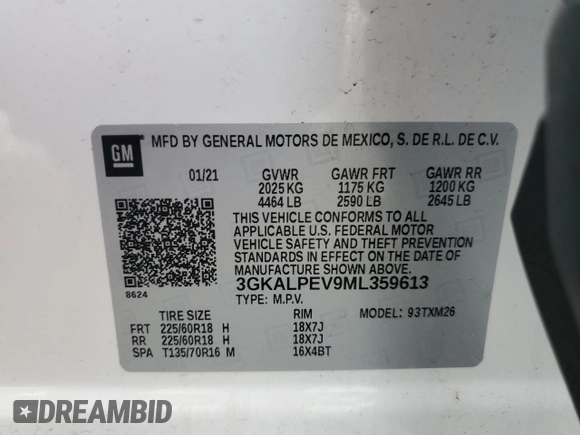 GM
MFD BY GENERAL MOTORS DE MEXICO, S. DE R.L. DE C.V.
01/21 GVWR GAWR FRT GAWR RR
2025 KG 1175 KG 1200 KG
4464 LB 2590 LB 2645 LB
THIS VEHICLE CONFORMS TO ALL
APPLICABLE U.S. FEDERAL MOTOR
VEHICLE SAFETY AND THEFT PREVENTION
STANDARDS IN EFFECT ON THE DATE OF
MANUFACTURE SHOWN ABOVE.
3GKALPEV9ML359613
8624
TYPE: M.P.V.
TIRE SIZE RIM MODEL: 93TXM26
FRT 225/60R18 H 18X7J
RR 225/60R18 H 18X7J
SPA T135/70R16 M 16X4BT
DREAMBID